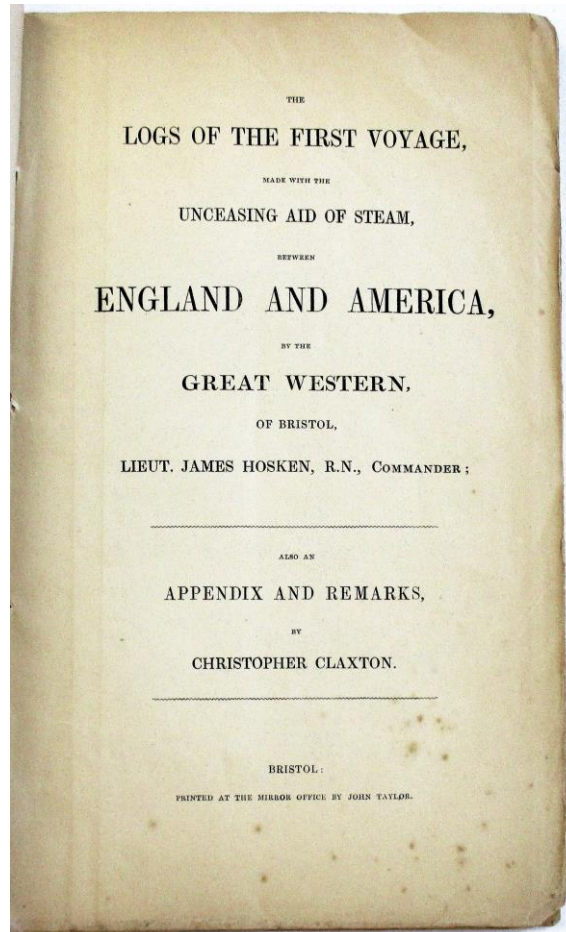 THE
LOGS OF THE FIRST VOYAGE,
MADE WITH THE
UNCEASING AID OF STEAM,
BETWEEN
ENGLAND AND AMERICA,
BY THE
GREAT WESTERN,
OF BRISTOL,
LIEUT. JAMES HOSKEN, R.N., COMMANDER;
ALSO AN
APPENDIX AND REMARKS,
BY
CHRISTOPHER CLAXTON.
BRISTOL:
PRINTED AT THE MIRROR OFFICE BY JOHN TAYLOR.